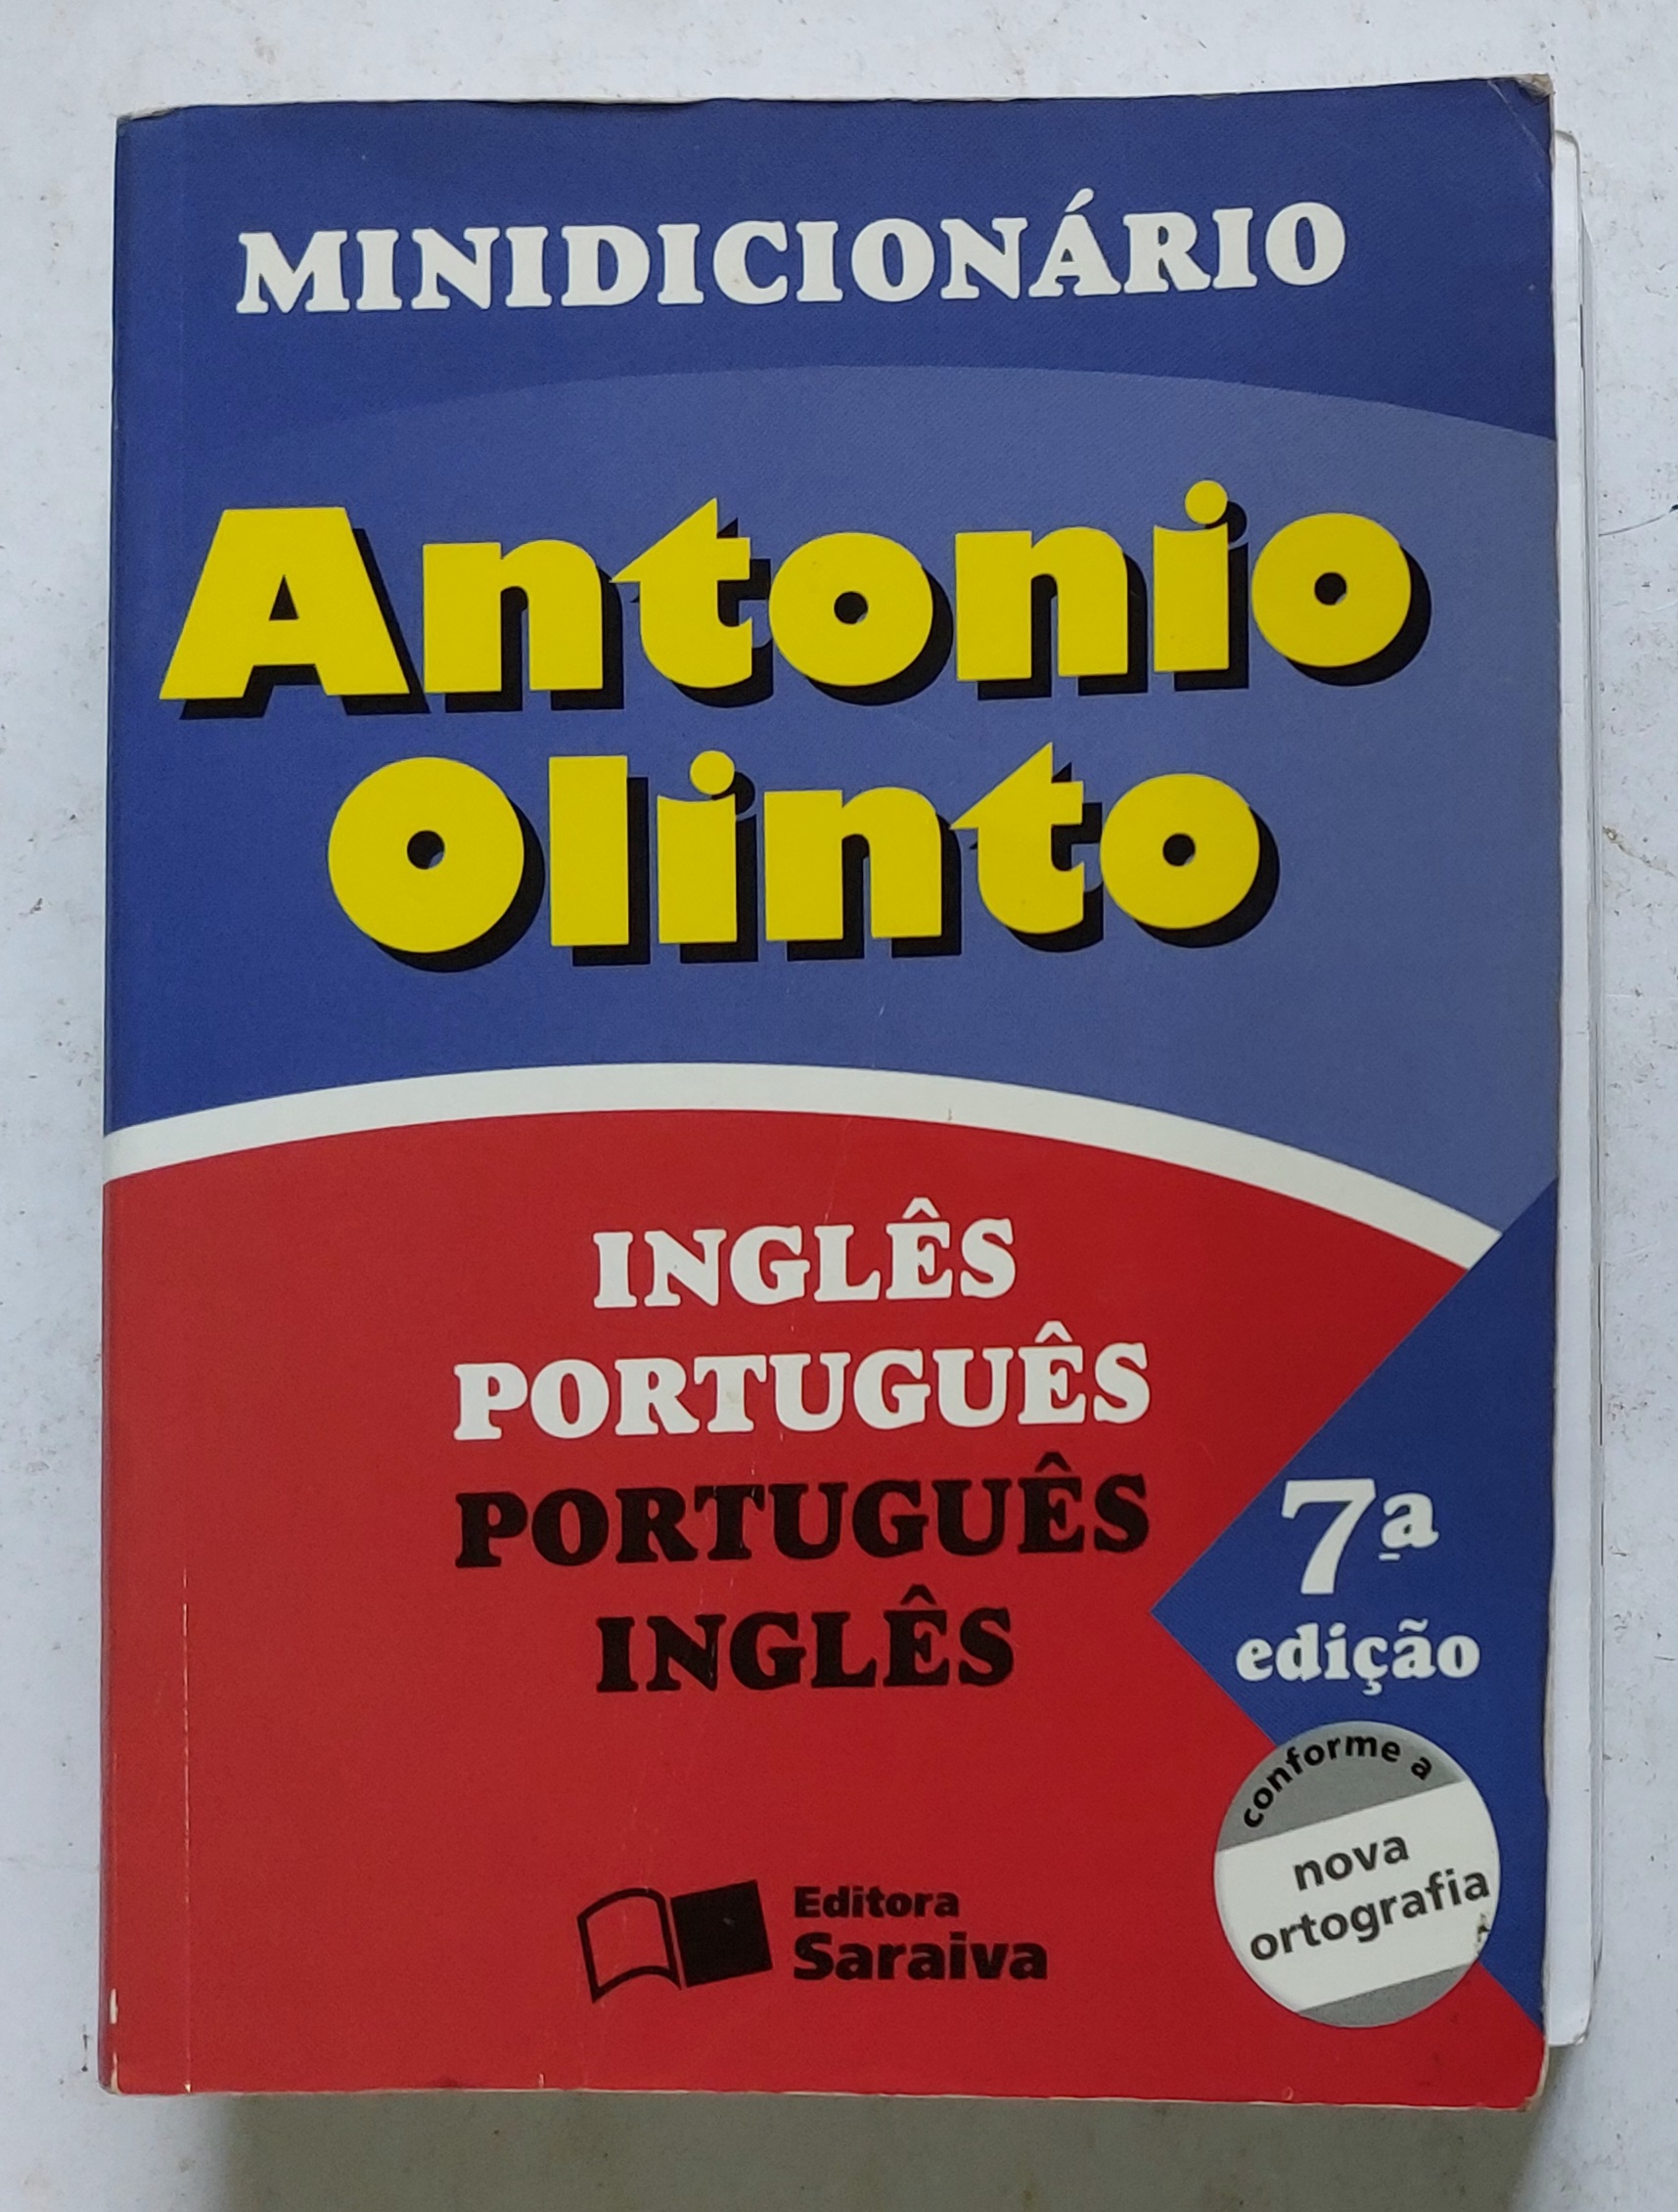 MINIDICIONÁRIO
Antonio
Olinto
INGLÊS
PORTUGUÊS
PORTUGUÊS
INGLÊS
7ª
edição
conforme a
nova
ortografia
Editora
Saraiva